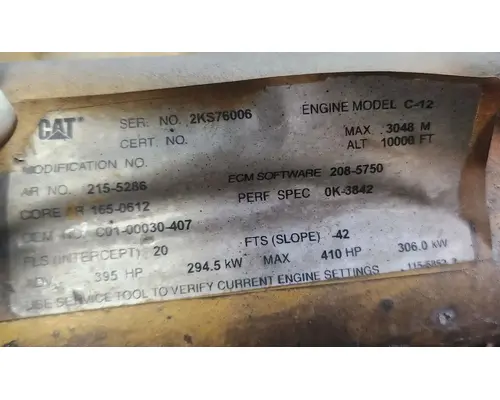 CAT SER. NO. 2KS76006 ENGINE MODEL C-12
CERT. NO. MAX 3048 M
MODIFICATION NO. ALT 10000 FT
AR NO. 215-5286 ECM SOFTWARE 208-5750
CORE AR 165-0612 PERF SPEC 0K-3842
OEM NO. C01-00030-407
FLS (INTERCEPT) 20 FTS (SLOPE) -42
ADV. 395 HP 294.5 kW MAX 410 HP 306.0 kW
USE SERVICE TOOL TO VERIFY CURRENT ENGINE SETTINGS